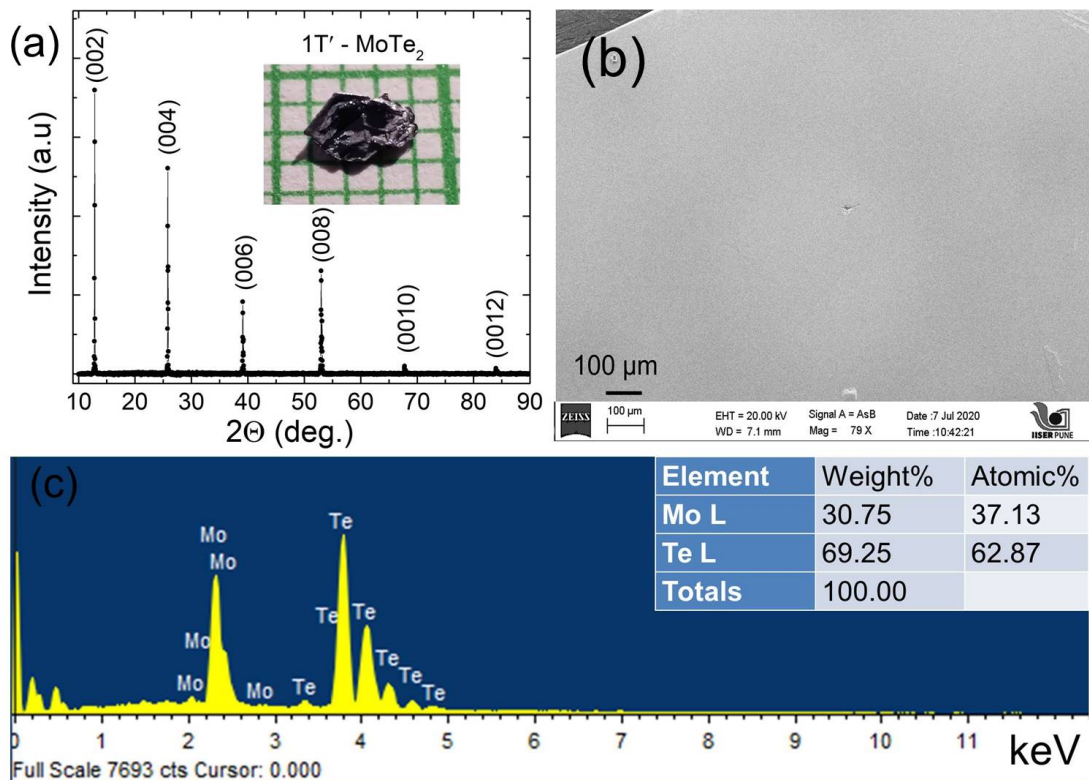 (a)
1T′ - MoTe₂
(002)
(004)
(006)
(008)
(0010)
(0012)
Intensity (a.u)
10 20 30 40 50 60 70 80 90
2Θ (deg.)
(b)
100 µm
ZEISS
100 µm
EHT = 20.00 kV Signal A = AsB Date :7 Jul 2020
WD = 7.1 mm Mag = 79 X Time :10:42:21
IISER PUNE
(c)
Element Weight% Atomic%
Mo L 30.75 37.13
Te L 69.25 62.87
Totals 100.00
Mo
Mo
Mo
Mo
Mo
Te
Te
Te
Te
Te
Te
Te
0 1 2 3 4 5 6 7 8 9 10 11 keV
Full Scale 7693 cts Cursor: 0.000